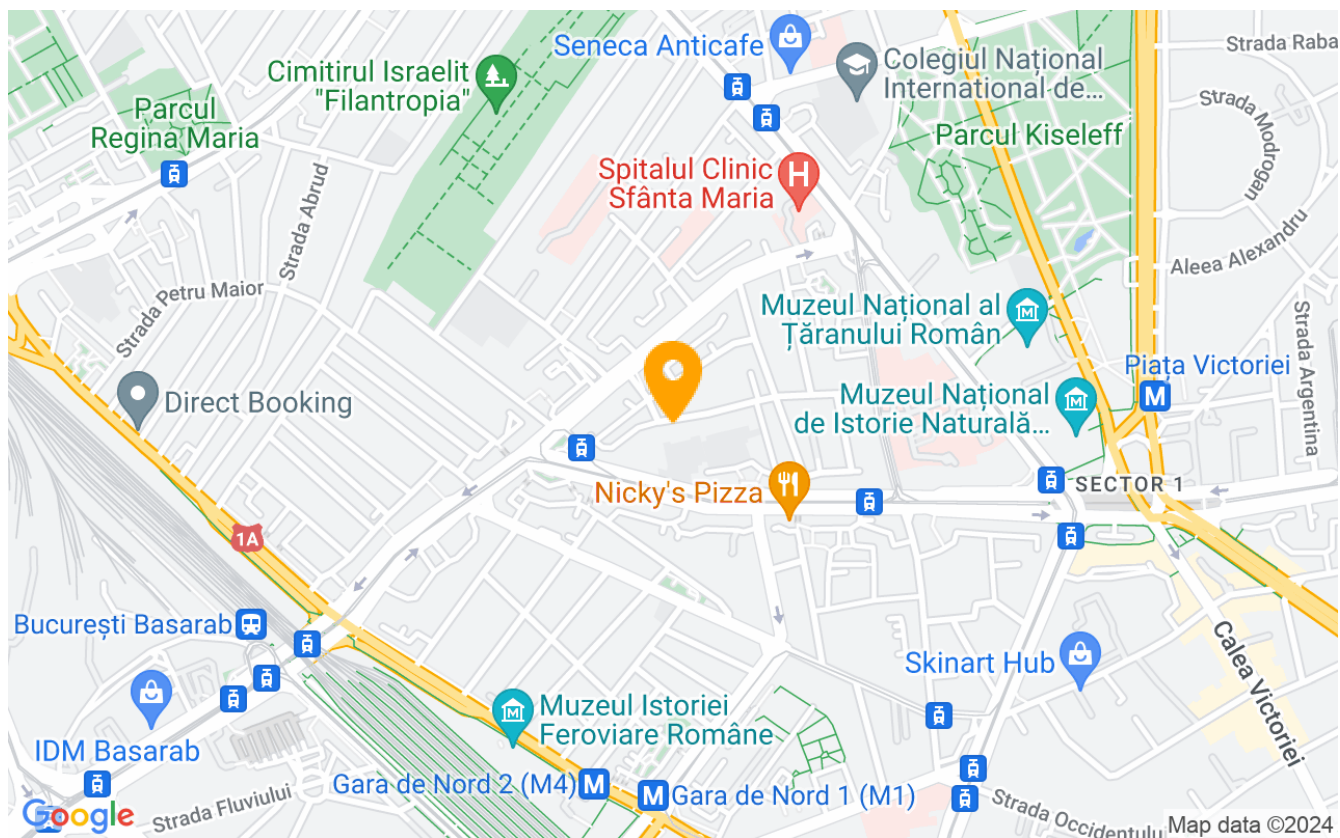 Seneca Anticafe
Colegiul Național
International de...
Strada Raba
Cimitirul Israelit
"Filantropia"
Parcul
Regina Maria
Strada Modrogan
Parcul Kiseleff
Spitalul Clinic
Sfânta Maria
H
Strada Abrud
Aleea Alexandru
Strada Petru Maior
Muzeul Național al
Țăranului Român
Strada Argentina
Piața Victoriei
M
Direct Booking
Muzeul Național
de Istorie Naturală...
Nicky's Pizza
SECTOR 1
1A
București Basarab
Calea Victoriei
Skinart Hub
IDM Basarab
Muzeul Istoriei
Feroviare Române
Gara de Nord 2 (M4)
M
M
Gara de Nord 1 (M1)
Strada Fluviului
Strada Occidentului
Google
Map data ©2024